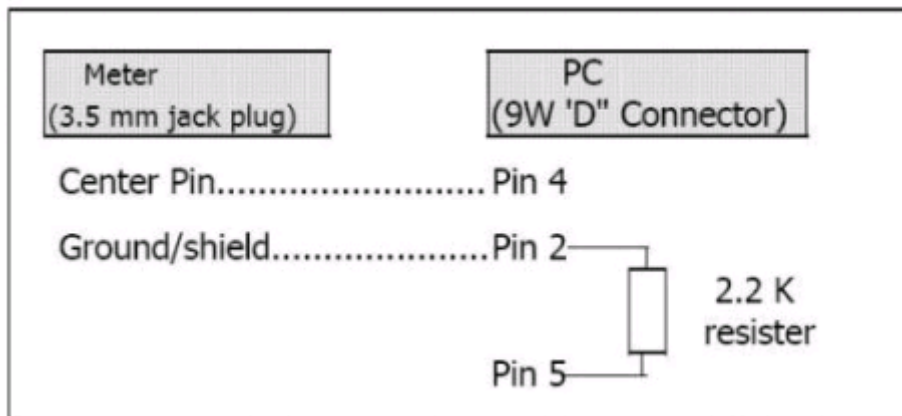 Meter
(3.5 mm jack plug)
PC
(9W 'D" Connector)
Center Pin.......................... Pin 4
Ground/shield.....................Pin 2
2.2 K
resister
Pin 5